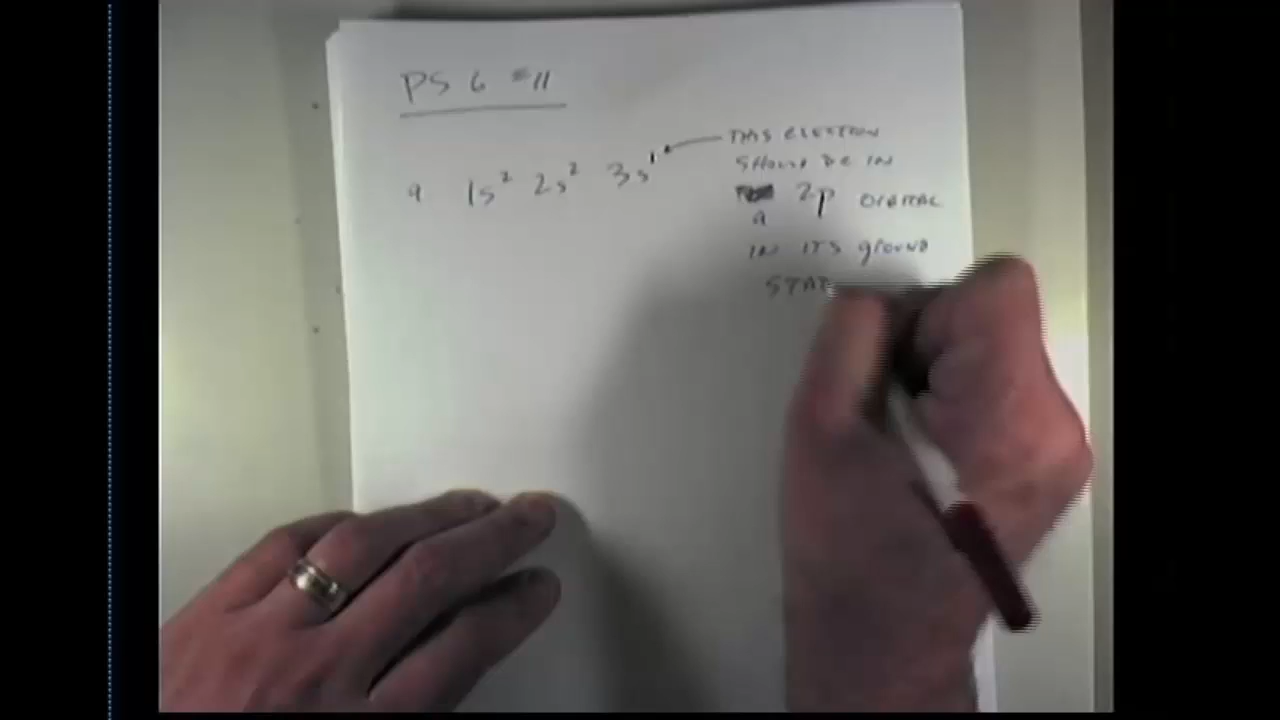 PS 6 #11
a 1s² 2s² 3s¹
THIS ELECTRON
SHOULD BE IN
a 2p ORBITAL
IN ITS GROUND
STAT